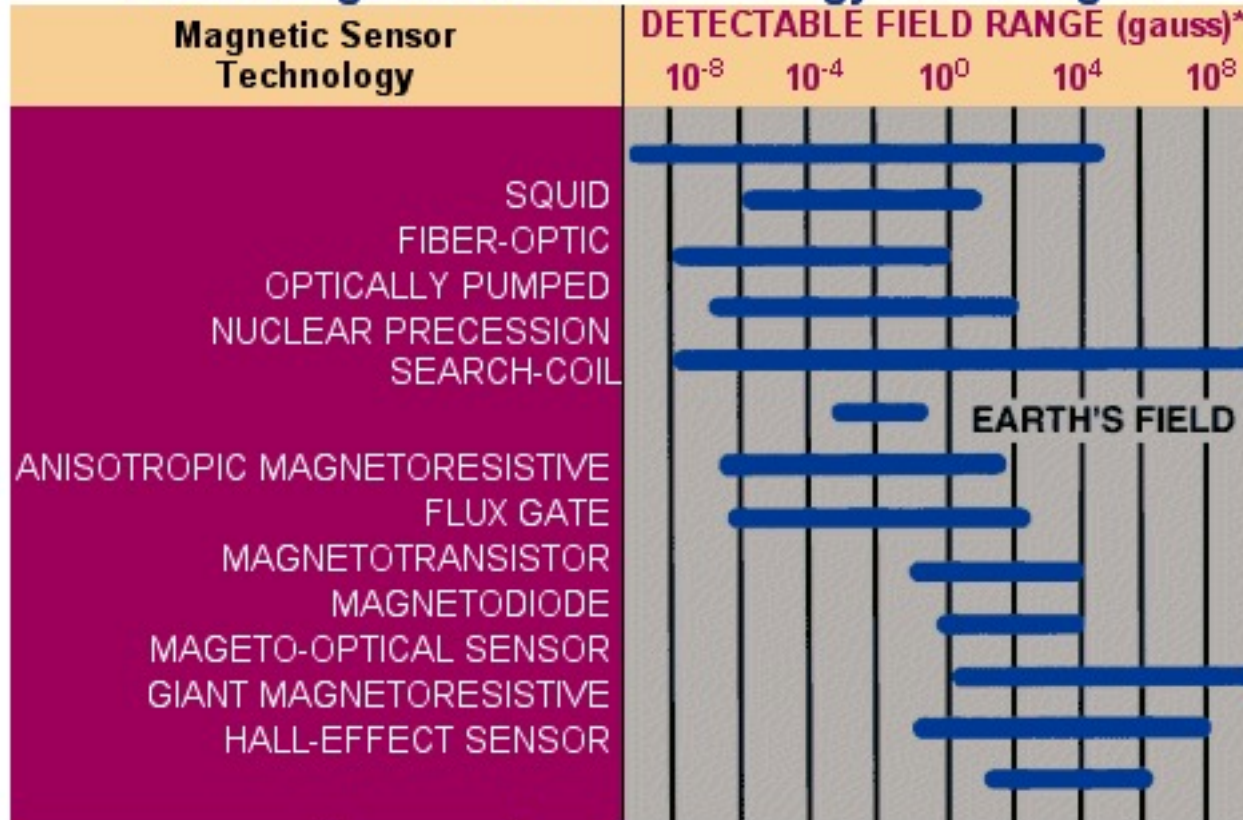 Magnetic Sensor
Technology
DETECTABLE FIELD RANGE (gauss)*
10⁻⁸ 10⁻⁴ 10⁰ 10⁴ 10⁸
SQUID
FIBER-OPTIC
OPTICALLY PUMPED
NUCLEAR PRECESSION
SEARCH-COIL
EARTH'S FIELD
ANISOTROPIC MAGNETORESISTIVE
FLUX GATE
MAGNETOTRANSISTOR
MAGNETODIODE
MAGETO-OPTICAL SENSOR
GIANT MAGNETORESISTIVE
HALL-EFFECT SENSOR